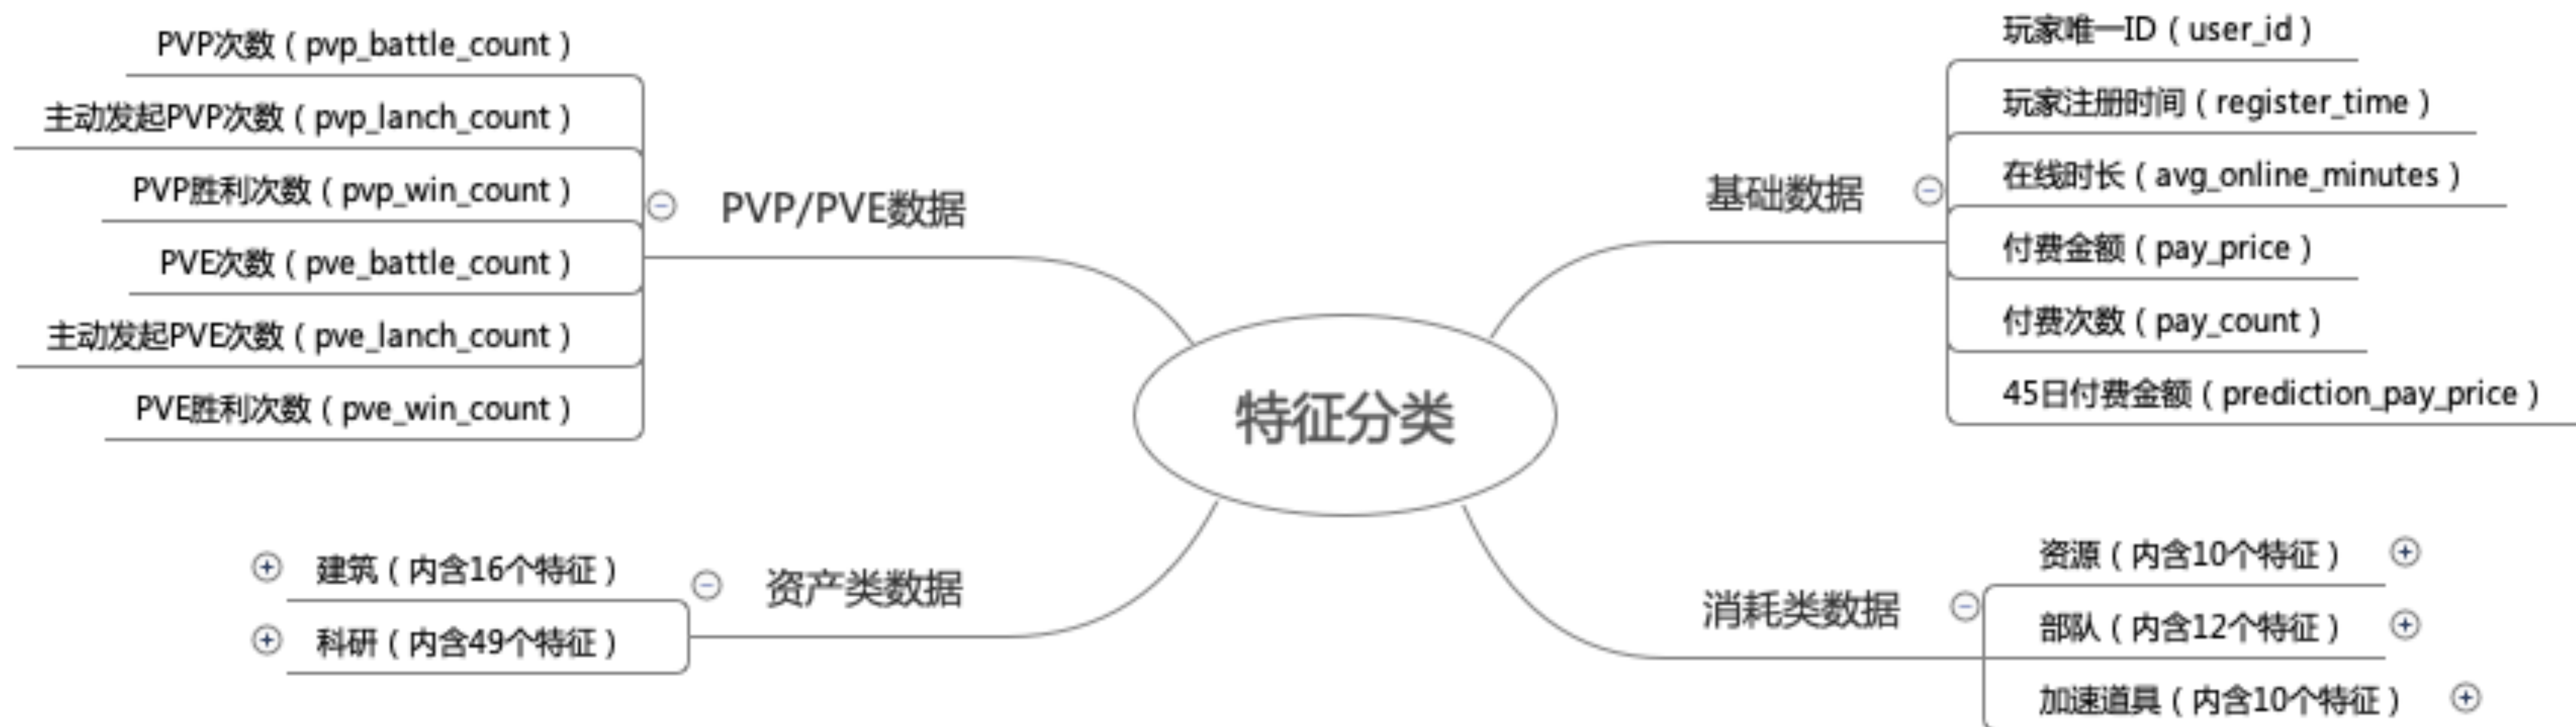 特征分类
PVP/PVE数据
PVP次数（pvp_battle_count）
主动发起PVP次数（pvp_lanch_count）
PVP胜利次数（pvp_win_count）
PVE次数（pve_battle_count）
主动发起PVE次数（pve_lanch_count）
PVE胜利次数（pve_win_count）
基础数据
玩家唯一ID（user_id）
玩家注册时间（register_time）
在线时长（avg_online_minutes）
付费金额（pay_price）
付费次数（pay_count）
45日付费金额（prediction_pay_price）
资产类数据
建筑（内含16个特征）
科研（内含49个特征）
消耗类数据
资源（内含10个特征）
部队（内含12个特征）
加速道具（内含10个特征）